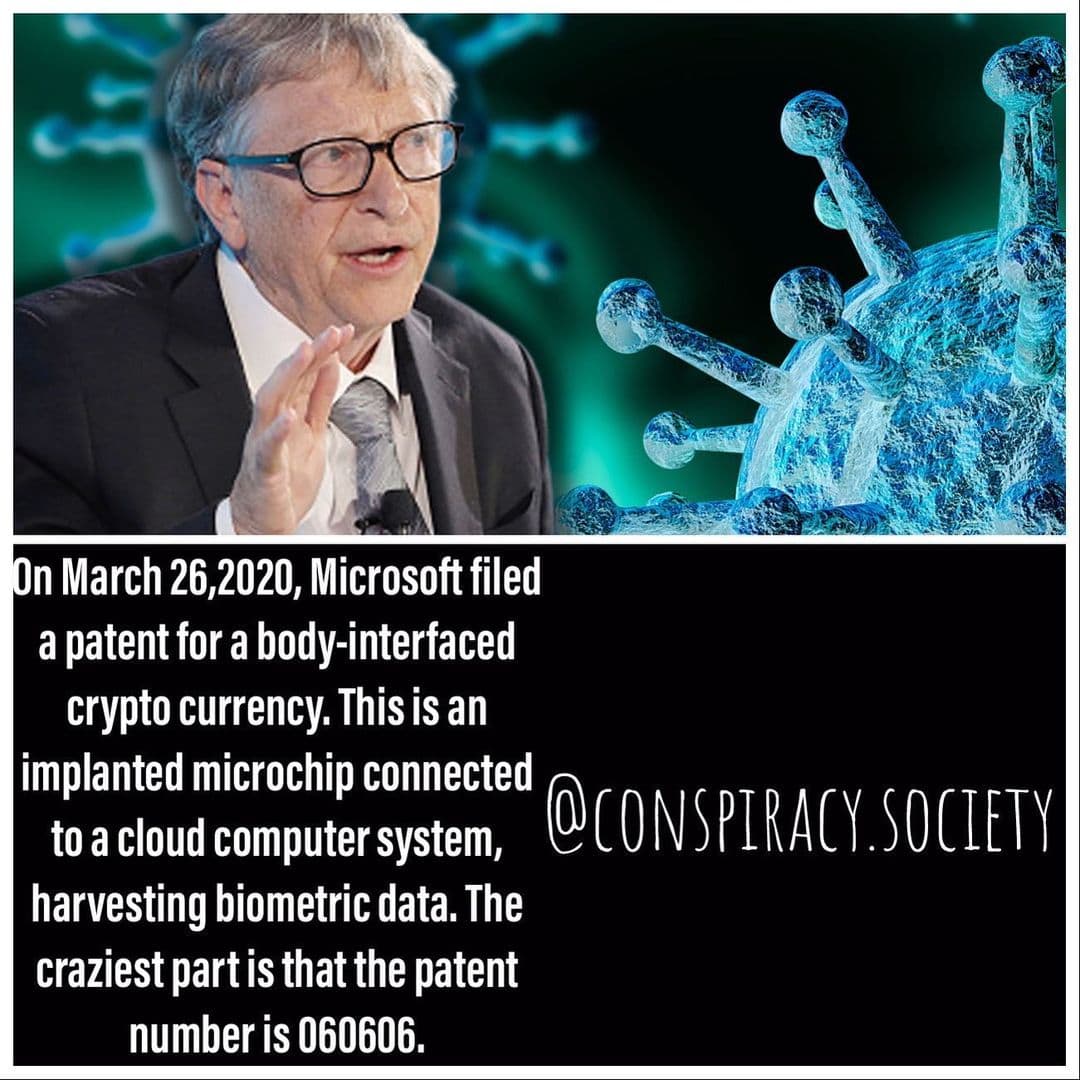 On March 26,2020, Microsoft filed
a patent for a body-interfaced
crypto currency. This is an
implanted microchip connected
to a cloud computer system,
harvesting biometric data. The
craziest part is that the patent
number is 060606.
@CONSPIRACY.SOCIETY